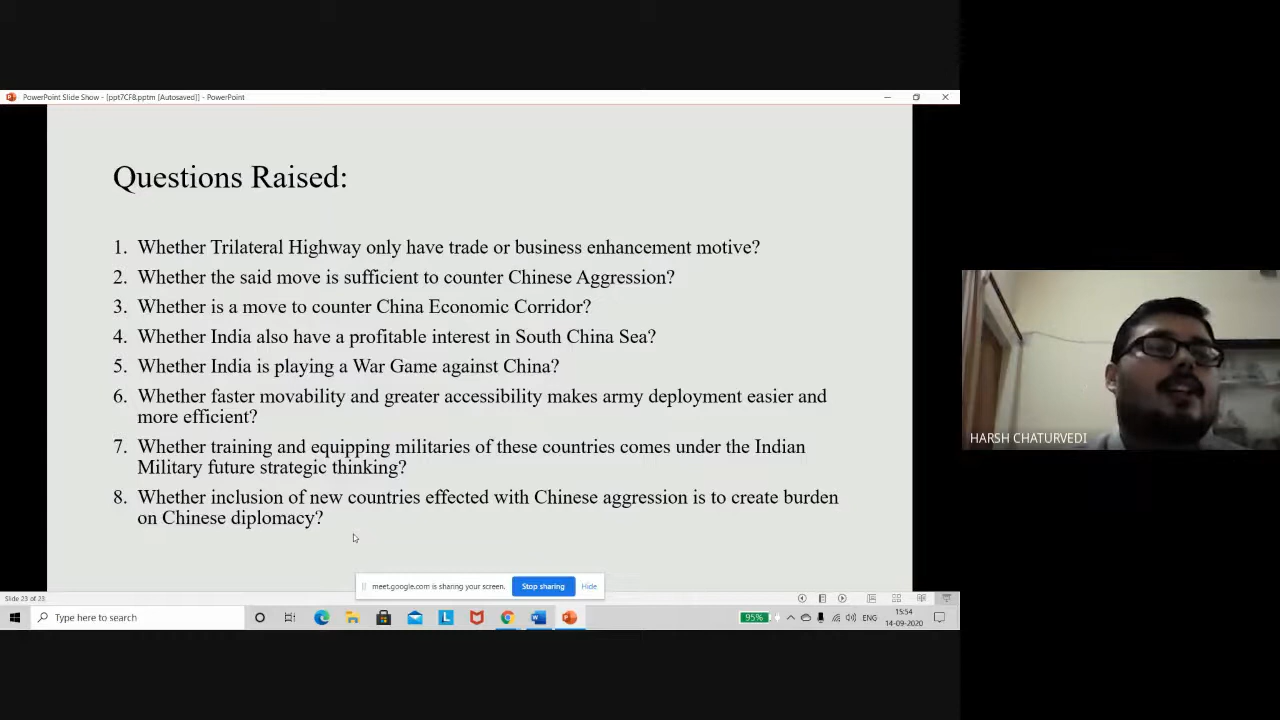 PowerPoint Slide Show - [ppt7CF8.pptm [Autosaved]] - PowerPoint
Questions Raised:
1. Whether Trilateral Highway only have trade or business enhancement motive?
2. Whether the said move is sufficient to counter Chinese Aggression?
3. Whether is a move to counter China Economic Corridor?
4. Whether India also have a profitable interest in South China Sea?
5. Whether India is playing a War Game against China?
6. Whether faster movability and greater accessibility makes army deployment easier and
more efficient?
7. Whether training and equipping militaries of these countries comes under the Indian
Military future strategic thinking?
8. Whether inclusion of new countries effected with Chinese aggression is to create burden
on Chinese diplomacy?
HARSH CHATURVEDI
meet.google.com is sharing your screen. Stop sharing Hide
Slide 23 of 23
Type here to search
95%
ENG
15:54
14-09-2020